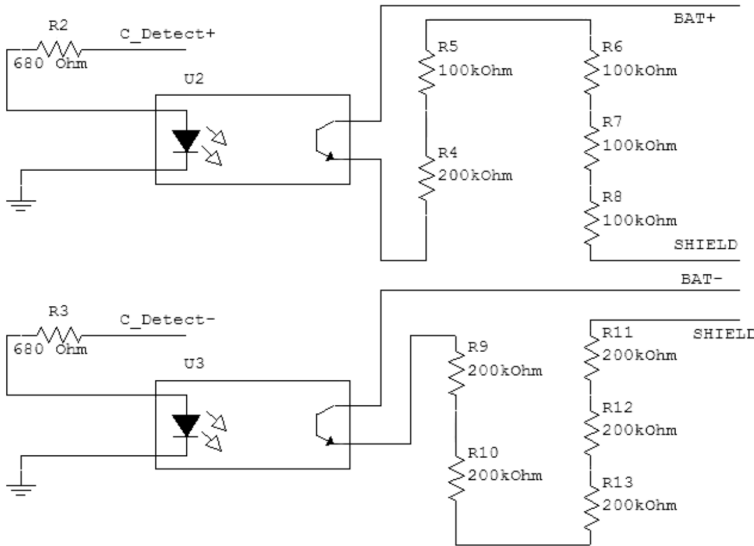 R2
C_Detect+
680 Ohm
U2
BAT+
R5
100kOhm
R6
100kOhm
R7
100kOhm
R4
200kOhm
R8
100kOhm
SHIELD
BAT-
R3
C_Detect-
680 Ohm
U3
SHIELD
R11
200kOhm
R9
200kOhm
R12
200kOhm
R10
200kOhm
R13
200kOhm